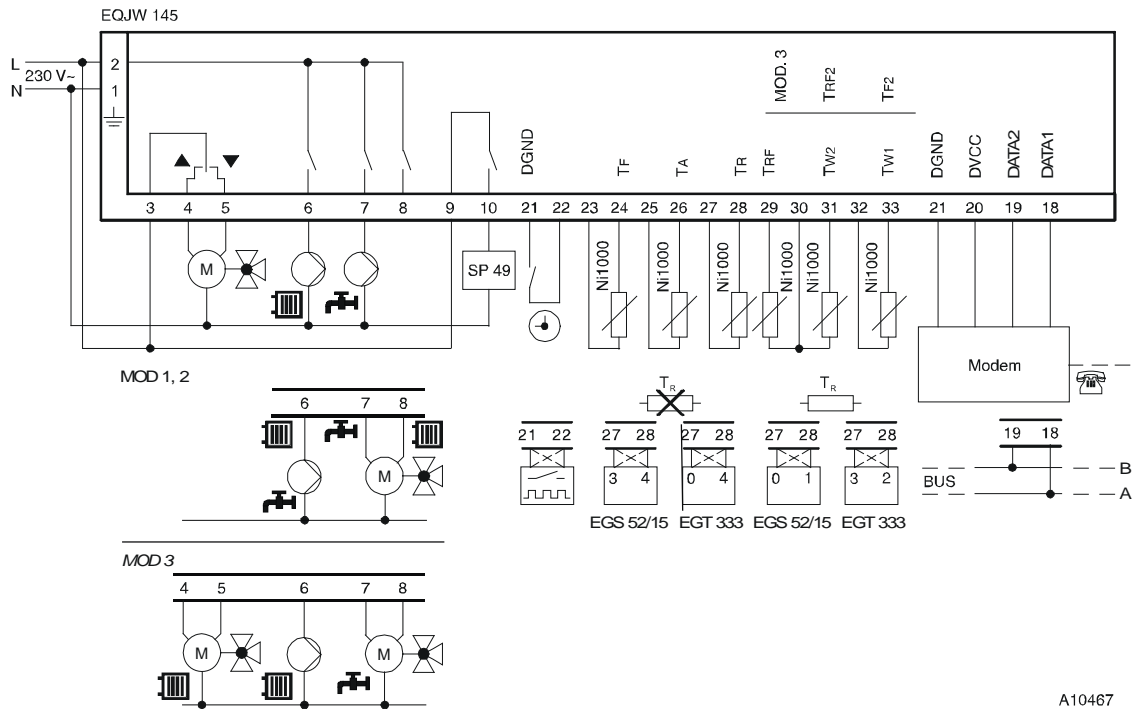 EQJW 145
L 2
230 V~
N 1
MOD. 3 TRF2 TF2
DGND TF TA TR TRF TW2 TW1 DGND DVCC DATA2 DATA1
3 4 5 6 7 8 9 10 21 22 23 24 25 26 27 28 29 30 31 32 33 21 20 19 18
Ni1000 Ni1000 Ni1000 Ni1000 Ni1000 Ni1000
M SP 49
Modem
MOD 1, 2
TR TR
6 7 8
21 22 27 28 27 28 27 28 27 28 19 18
M 3 4 0 4 0 1 3 2
BUS B
A
EGS 52/15 EGT 333 EGS 52/15 EGT 333
MOD 3
4 5 6 7 8
M M
A10467